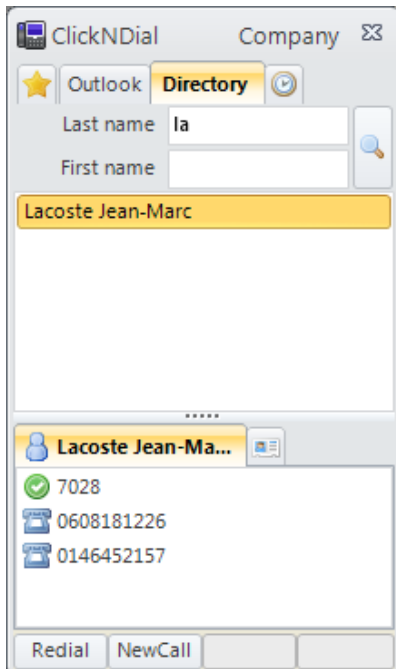 ClickNDial Company
Outlook Directory
Last name la
First name
Lacoste Jean-Marc
Lacoste Jean-Ma...
7028
0608181226
0146452157
Redial NewCall